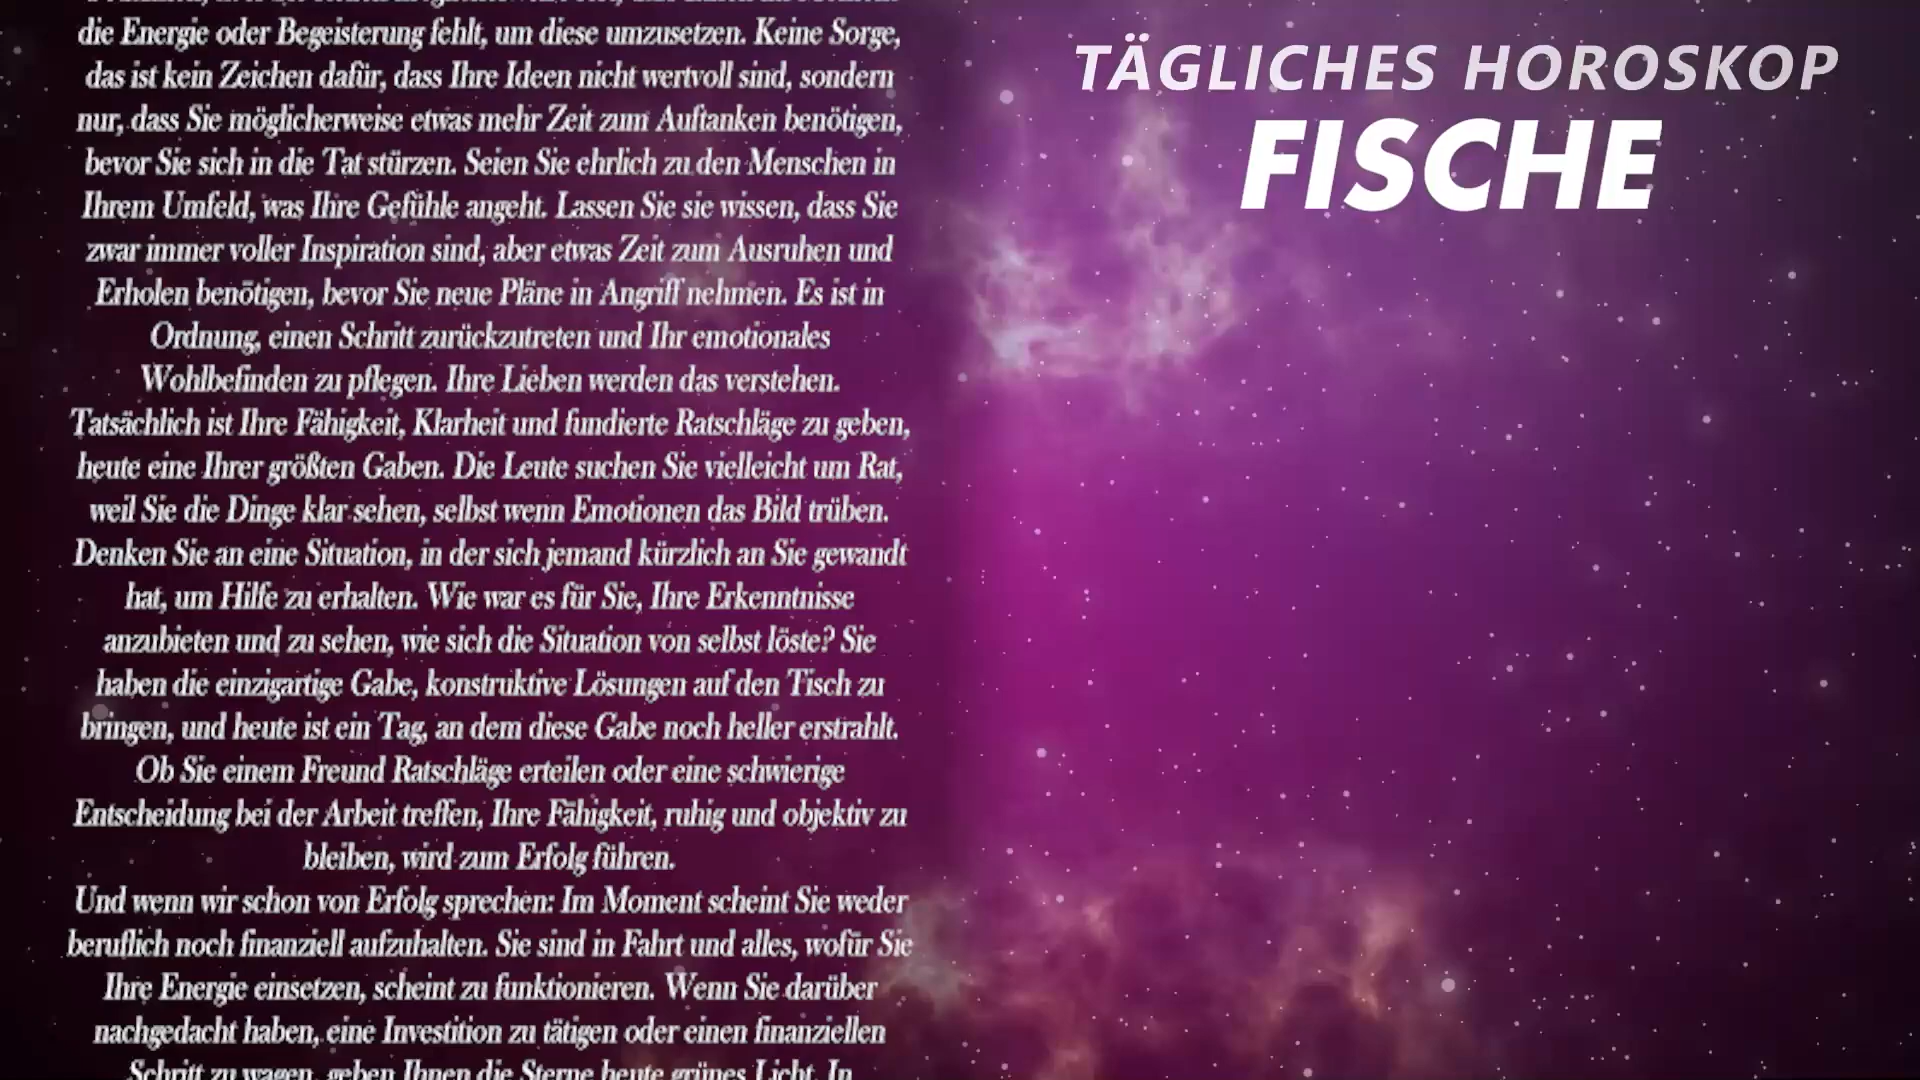 die Energie oder Begeisterung fehlt, um diese umzusetzen. Keine Sorge,
das ist kein Zeichen dafür, dass Ihre Ideen nicht wertvoll sind, sondern
nur, dass Sie möglicherweise etwas mehr Zeit zum Auftanken benötigen,
bevor Sie sich in die Tat stürzen. Seien Sie ehrlich zu den Menschen in
Ihrem Umfeld, was Ihre Gefühle angeht. Lassen Sie sie wissen, dass Sie
zwar immer voller Inspiration sind, aber etwas Zeit zum Ausruhen und
Erholen benötigen, bevor Sie neue Pläne in Angriff nehmen. Es ist in
Ordnung, einen Schritt zurückzutreten und Ihr emotionales
Wohlbefinden zu pflegen. Ihre Lieben werden das verstehen.
Tatsächlich ist Ihre Fähigkeit, Klarheit und fundierte Ratschläge zu geben,
heute eine Ihrer größten Gaben. Die Leute suchen Sie vielleicht um Rat,
weil Sie die Dinge klar sehen, selbst wenn Emotionen das Bild trüben.
Denken Sie an eine Situation, in der sich jemand kürzlich an Sie gewandt
hat, um Hilfe zu erhalten. Wie war es für Sie, Ihre Erkenntnisse
anzubieten und zu sehen, wie sich die Situation von selbst löste? Sie
haben die einzigartige Gabe, konstruktive Lösungen auf den Tisch zu
bringen, und heute ist ein Tag, an dem diese Gabe noch heller erstrahlt.
Ob Sie einem Freund Ratschläge erteilen oder eine schwierige
Entscheidung bei der Arbeit treffen, Ihre Fähigkeit, ruhig und objektiv zu
bleiben, wird zum Erfolg führen.
Und wenn wir schon von Erfolg sprechen: Im Moment scheint Sie weder
beruflich noch finanziell aufzuhalten. Sie sind in Fahrt und alles, wofür Sie
Ihre Energie einsetzen, scheint zu funktionieren. Wenn Sie darüber
nachgedacht haben, eine Investition zu tätigen oder einen finanziellen
Schritt zu wagen, geben Ihnen die Sterne heute grünes Licht. In
TÄGLICHES HOROSKOP
FISCHE